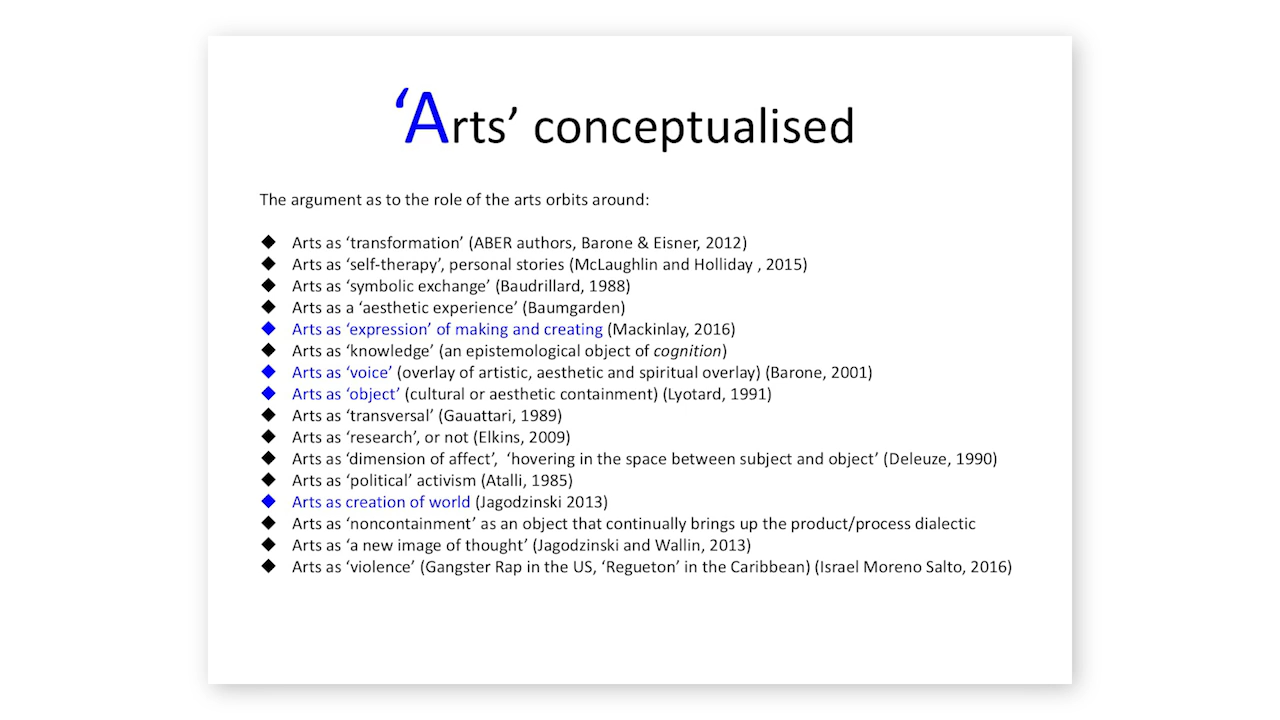 ‘Arts’ conceptualised
The argument as to the role of the arts orbits around:
◆ Arts as ‘transformation’ (ABER authors, Barone & Eisner, 2012)
◆ Arts as ‘self-therapy’, personal stories (McLaughlin and Holliday , 2015)
◆ Arts as ‘symbolic exchange’ (Baudrillard, 1988)
◆ Arts as a ‘aesthetic experience’ (Baumgarden)
◆ Arts as ‘expression’ of making and creating (Mackinlay, 2016)
◆ Arts as ‘knowledge’ (an epistemological object of cognition)
◆ Arts as ‘voice’ (overlay of artistic, aesthetic and spiritual overlay) (Barone, 2001)
◆ Arts as ‘object’ (cultural or aesthetic containment) (Lyotard, 1991)
◆ Arts as ‘transversal’ (Gauattari, 1989)
◆ Arts as ‘research’, or not (Elkins, 2009)
◆ Arts as ‘dimension of affect’,  ‘hovering in the space between subject and object’ (Deleuze, 1990)
◆ Arts as ‘political’ activism (Atalli, 1985)
◆ Arts as creation of world (Jagodzinski 2013)
◆ Arts as ‘noncontainment’ as an object that continually brings up the product/process dialectic
◆ Arts as ‘a new image of thought’ (Jagodzinski and Wallin, 2013)
◆ Arts as ‘violence’ (Gangster Rap in the US, ‘Regueton’ in the Caribbean) (Israel Moreno Salto, 2016)